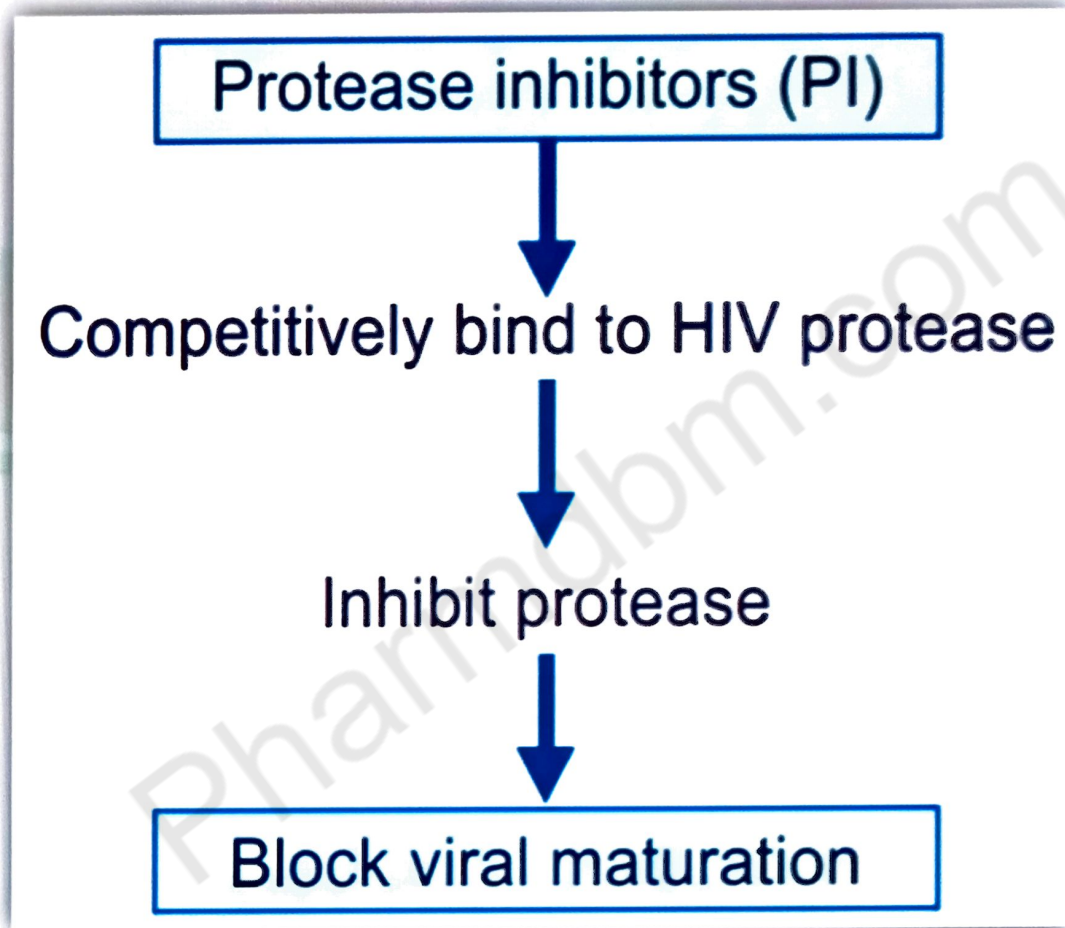 Protease inhibitors (PI)
Competitively bind to HIV protease
Inhibit protease
Block viral maturation
Pharmdbm.com